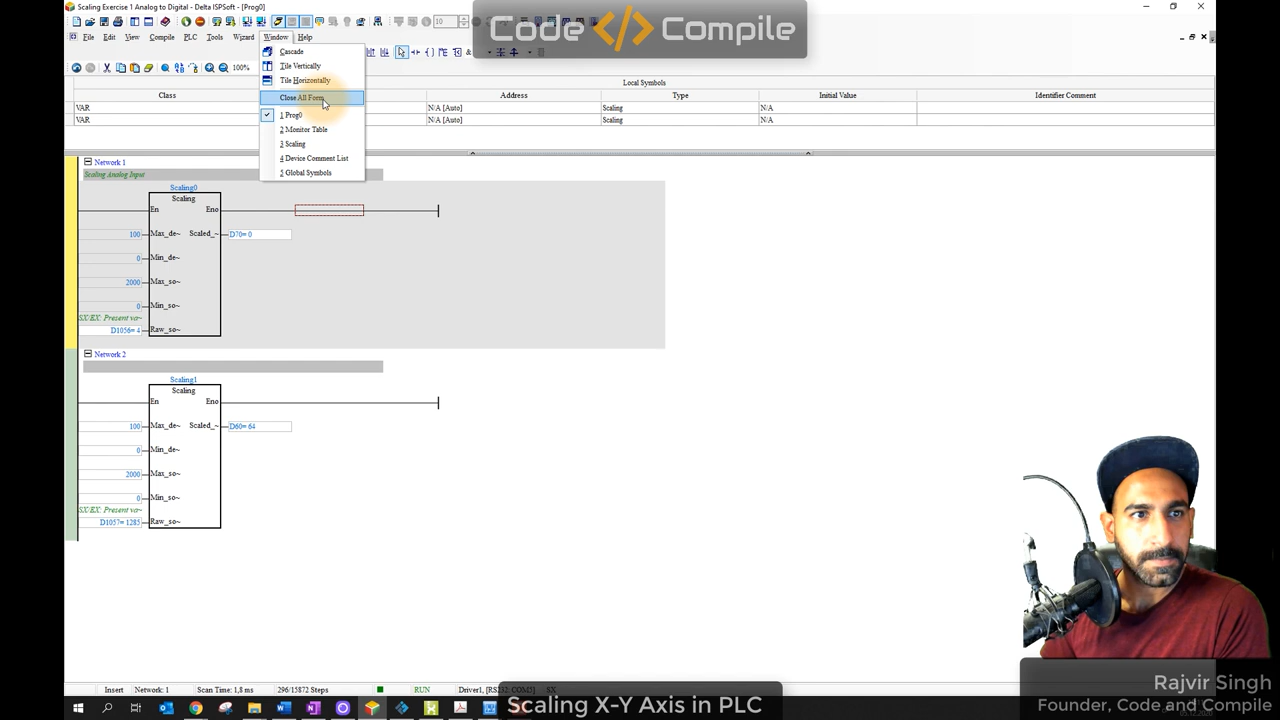 Scaling Exercise 1 Analog to Digital - Delta ISPSoft - [Prog0]
10
Code </> Compile
File Edit View Compile PLC Tools Wizard Window Help
100%
Cascade
Tile Vertically
Tile Horizontally
Close All Form
1 Prog0
2 Monitor Table
3 Scaling
4 Device Comment List
5 Global Symbols
Local Symbols
Class Address Type Initial Value Identifier Comment
VAR N/A [Auto] Scaling N/A
VAR N/A [Auto] Scaling N/A
Network 1
Scaling Analog Input
Scaling0
Scaling
En Eno
100 Max_de~ Scaled_~ D70= 0
0 Min_de~
2000 Max_so~
0 Min_so~
SX/EX: Present va~
D1056= 4 Raw_so~
Network 2
Scaling1
Scaling
En Eno
100 Max_de~ Scaled_~ D60= 64
0 Min_de~
2000 Max_so~
0 Min_so~
SX/EX: Present va~
D1057= 1285 Raw_so~
Insert Network: 1 Scan Time: 1,8 ms 296/15872 Steps RUN Driver1, [RS232, COM5] SX
Scaling X-Y Axis in PLC
Rajvir Singh
Founder, Code and Compile